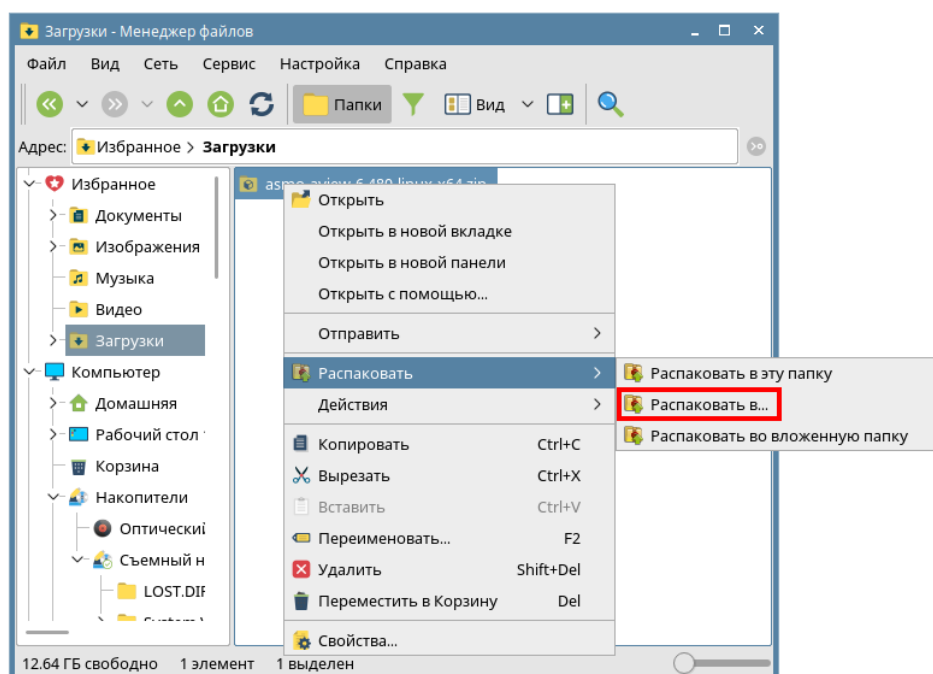 Загрузки - Менеджер файлов
Файл Вид Сеть Сервис Настройка Справка
Папки Вид
Адрес: Избранное > Загрузки
Избранное
Документы
Изображения
Музыка
Видео
Загрузки
Компьютер
Домашняя
Рабочий стол
Корзина
Накопители
Оптический
Съемный н
LOST.DIR
Открыть
Открыть в новой вкладке
Открыть в новой панели
Открыть с помощью...
Отправить
Распаковать
Действия
Копировать Ctrl+C
Вырезать Ctrl+X
Вставить Ctrl+V
Переименовать... F2
Удалить Shift+Del
Переместить в Корзину Del
Свойства...
Распаковать в эту папку
Распаковать в...
Распаковать во вложенную папку
12.64 ГБ свободно 1 элемент 1 выделен